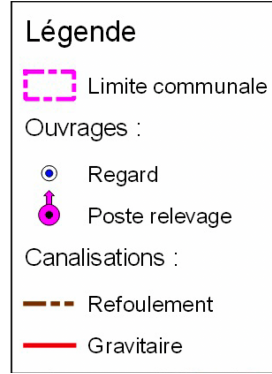 Légende
Limite communale
Ouvrages :
Regard
Poste relevage
Canalisations :
Refoulement
Gravitaire